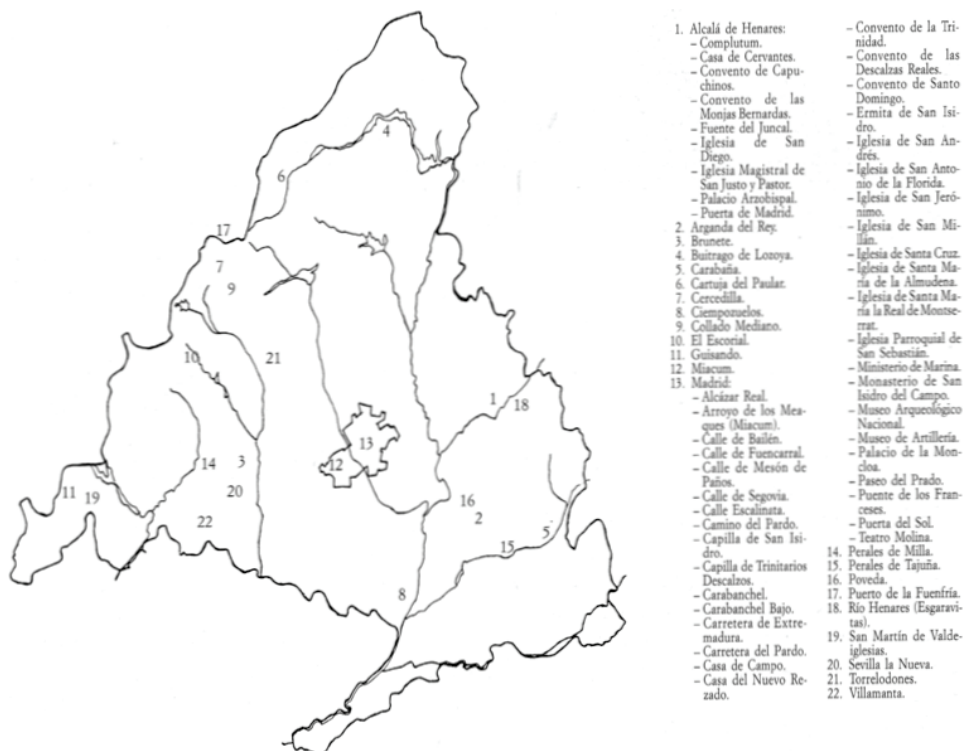 4
6
17
7
9
10
21
1
18
13
12
3
14
11
19
20
22
16
2
15
5
8
1. Alcalá de Henares:
– Complutum.
– Casa de Cervantes.
– Convento de Capu-
chinos.
– Convento de las
Monjas Bernardas.
– Fuente del Juncal.
– Iglesia de San
Diego.
– Iglesia Magistral de
San Justo y Pastor.
– Palacio Arzobispal.
– Puerta de Madrid.
2. Arganda del Rey.
3. Brunete.
4. Buitrago de Lozoya.
5. Carabaña.
6. Cartuja del Paular.
7. Cercedilla.
8. Ciempozuelos.
9. Collado Mediano.
10. El Escorial.
11. Guisando.
12. Miacum.
13. Madrid:
– Alcázar Real.
– Arroyo de los Mea-
ques (Miacum).
– Calle de Bailén.
– Calle de Fuencarral.
– Calle de Mesón de
Paños.
– Calle de Segovia.
– Calle Escalinata.
– Camino del Pardo.
– Capilla de San Isi-
dro.
– Capilla de Trinitarios
Descalzos.
– Carabanchel.
– Carabanchel Bajo.
– Carretera de Extre-
madura.
– Carretera del Pardo.
– Casa de Campo.
– Casa del Nuevo Re-
zado.
– Convento de la Tri-
nidad.
– Convento de las
Descalzas Reales.
– Convento de Santo
Domingo.
– Ermita de San Isi-
dro.
– Iglesia de San An-
drés.
– Iglesia de San Anto-
nio de la Florida.
– Iglesia de San Jeró-
nimo.
– Iglesia de San Mi-
llán.
– Iglesia de Santa Cruz.
– Iglesia de Santa Ma-
ría de la Almudena.
– Iglesia de Santa Ma-
ría la Real de Montse-
rrat.
– Iglesia Parroquial de
San Sebastián.
– Ministerio de Marina.
– Monasterio de San
Isidro del Campo.
– Museo Arqueológico
Nacional.
– Museo de Artillería.
– Palacio de la Mon-
cloa.
– Paseo del Prado.
– Puente de los Fran-
ceses.
– Puerta del Sol.
– Teatro Molina.
14. Perales de Milla.
15. Perales de Tajuña.
16. Poveda.
17. Puerto de la Fuenfría.
18. Río Henares (Esgaravi-
tas).
19. San Martín de Valde-
iglesias.
20. Sevilla la Nueva.
21. Torrelodones.
22. Villamanta.